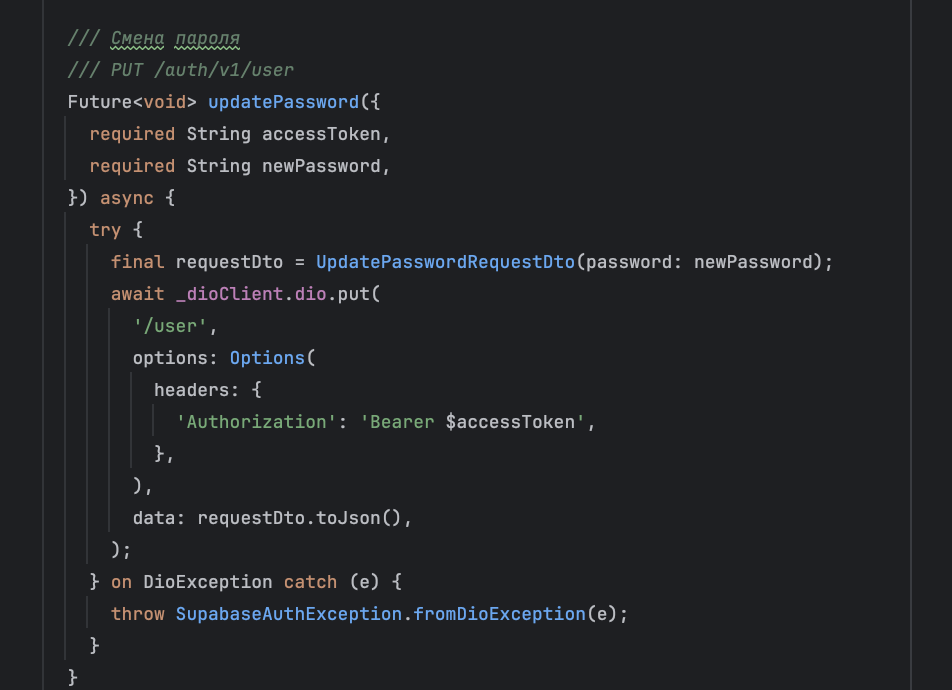 /// Смена пароля
/// PUT /auth/v1/user
Future<void> updatePassword({
  required String accessToken,
  required String newPassword,
}) async {
  try {
    final requestDto = UpdatePasswordRequestDto(password: newPassword);
    await _dioClient.dio.put(
      '/user',
      options: Options(
        headers: {
          'Authorization': 'Bearer $accessToken',
        },
      ),
      data: requestDto.toJson(),
    );
  } on DioException catch (e) {
    throw SupabaseAuthException.fromDioException(e);
  }
}